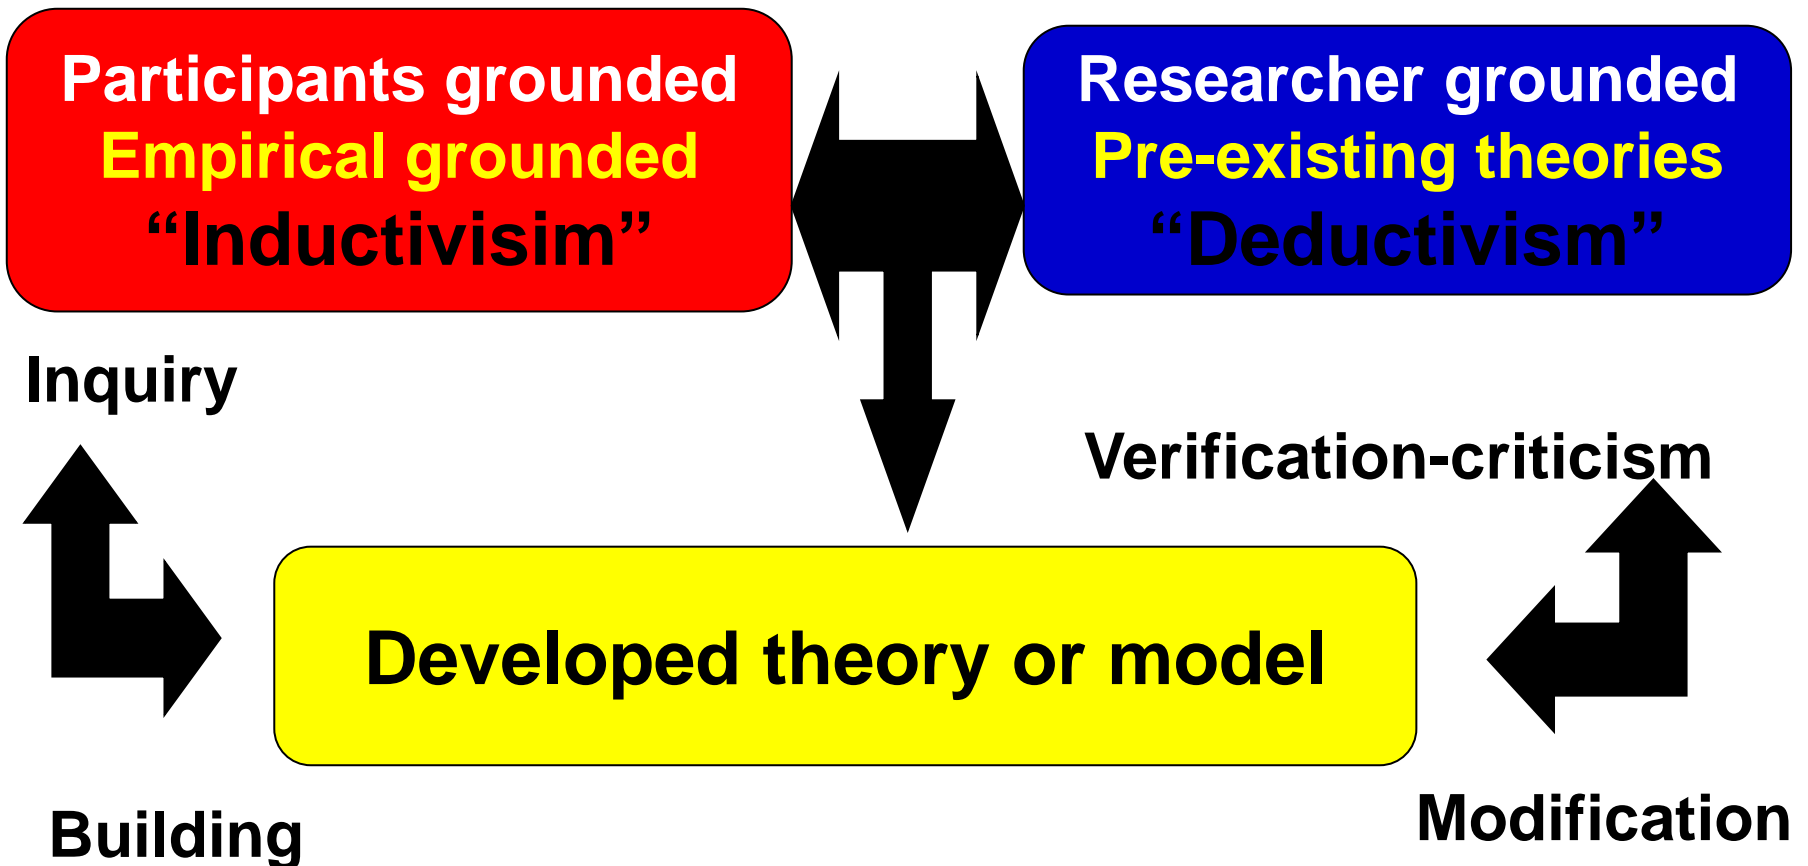 Participants grounded
Empirical grounded
“Inductivisim”
Researcher grounded
Pre-existing theories
“Deductivism”
Inquiry
Verification-criticism
Developed theory or model
Building
Modification